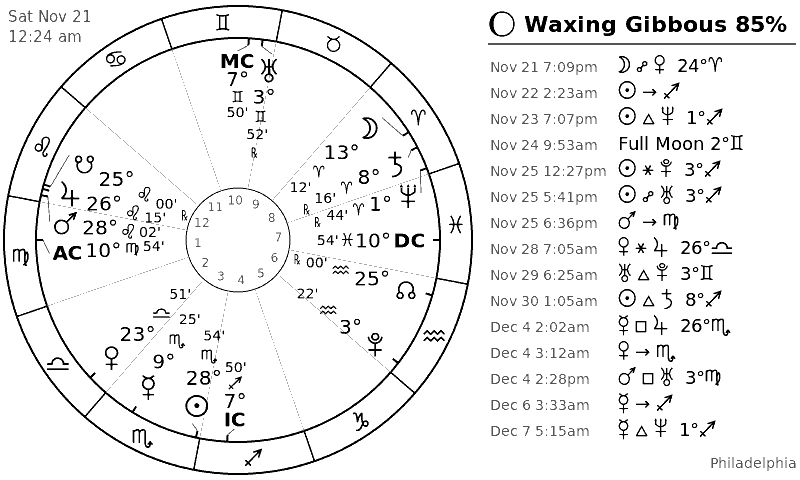 Sat Nov 21
12:24 am
Waxing Gibbous 85%
Nov 21 7:09pm ☽ ☍ ♀ 24°♈
Nov 22 2:23am ☉ → ♐
Nov 23 7:07pm ☉ △ ♆ 1°♐
Nov 24 9:53am Full Moon 2°♊
Nov 25 12:27pm ☉ ⚹ ⯓ 3°♐
Nov 25 5:41pm ☉ ☍ ♅ 3°♐
Nov 25 6:36pm ♂ → ♍
Nov 28 7:05am ♀ ⚹ ♃ 26°♎
Nov 29 6:25am ♅ △ ⯓ 3°♊
Nov 30 1:05am ☉ △ ♄ 8°♐
Dec 4 2:02am ☿ □ ♃ 26°♏
Dec 4 3:12am ♀ → ♏
Dec 4 2:28pm ♂ □ ♅ 3°♍
Dec 6 3:33am ☿ → ♐
Dec 7 5:15am ☿ △ ♆ 1°♐
Philadelphia
MC 7° ♊ 50'
♅ 3° ♊ 52' ℞
☽ 13° ♈ 12'
♄ 8° ♈ 16' ℞
♆ 1° ♈ 44' ℞
DC 10° ♓ 54'
☊ 25° ♒ 00' ℞
⯓ 3° ♒ 22'
IC 7° ♐ 50'
☉ 28° ♏ 54'
☿ 9° ♏ 25'
♀ 23° ♎ 51'
AC 10° ♍ 54'
♂ 28° ♌ 02'
♃ 26° ♌ 15'
☋ 25° ♌ 00' ℞
1
2
3
4
5
6
7
8
9
10
11
12
♊
♉
♈
♓
♒
♑
♐
♏
♎
♍
♌
♋